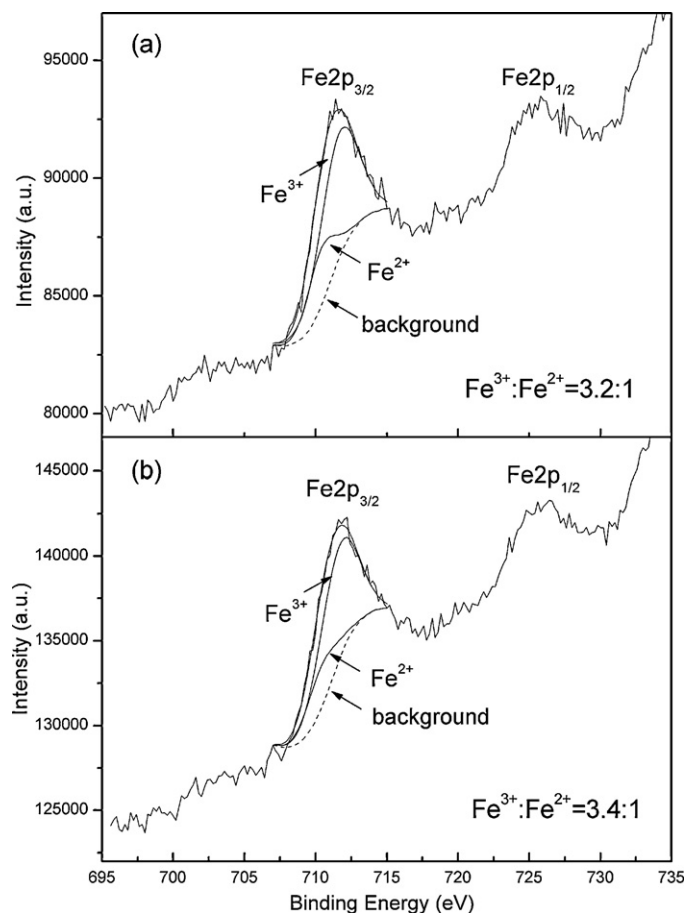 (a)
95000
90000
85000
80000
Intensity (a.u.)
Fe2p3/2
Fe2p1/2
Fe3+
Fe2+
background
Fe3+:Fe2+=3.2:1
(b)
145000
140000
135000
130000
125000
Intensity (a.u.)
Fe2p3/2
Fe2p1/2
Fe3+
Fe2+
background
Fe3+:Fe2+=3.4:1
695 700 705 710 715 720 725 730 735
Binding Energy (eV)